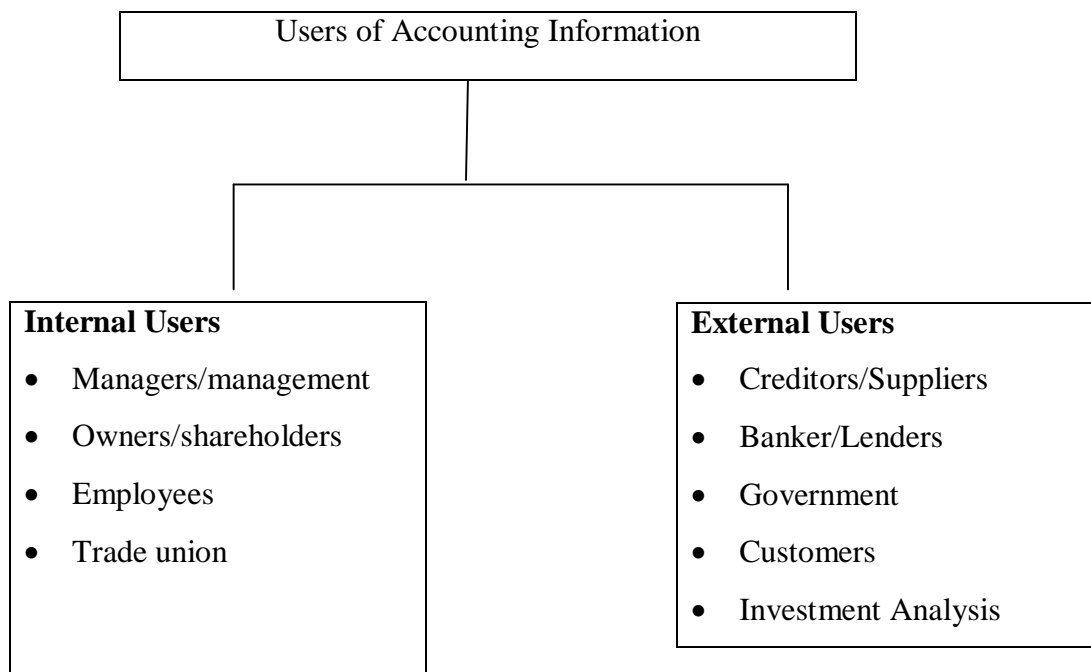 Users of Accounting Information
Internal Users
• Managers/management
• Owners/shareholders
• Employees
• Trade union
External Users
• Creditors/Suppliers
• Banker/Lenders
• Government
• Customers
• Investment Analysis